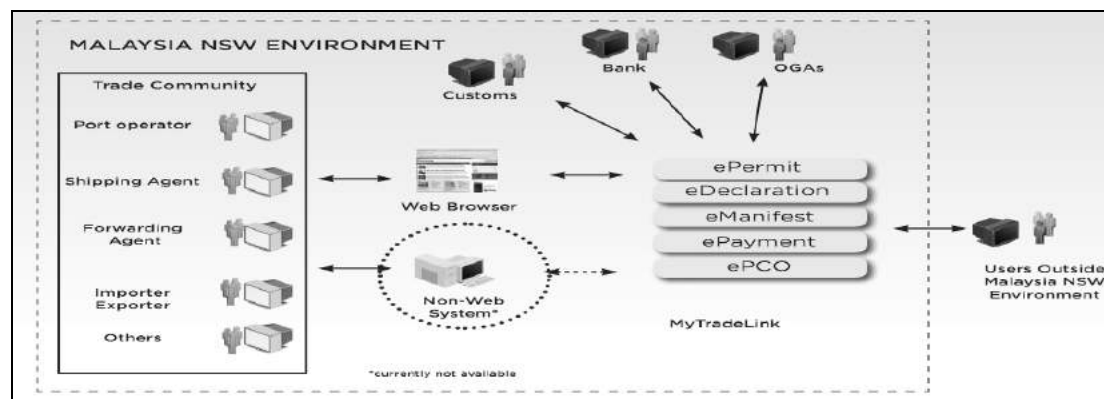 MALAYSIA NSW ENVIRONMENT
Trade Community
Port operator
Shipping Agent
Forwarding
Agent
Importer
Exporter
Others
Customs
Bank
OGAs
Web Browser
Non-Web
System*
*currently not available
ePermit
eDeclaration
eManifest
ePayment
ePCO
MyTradeLink
Users Outside
Malaysia NSW
Environment